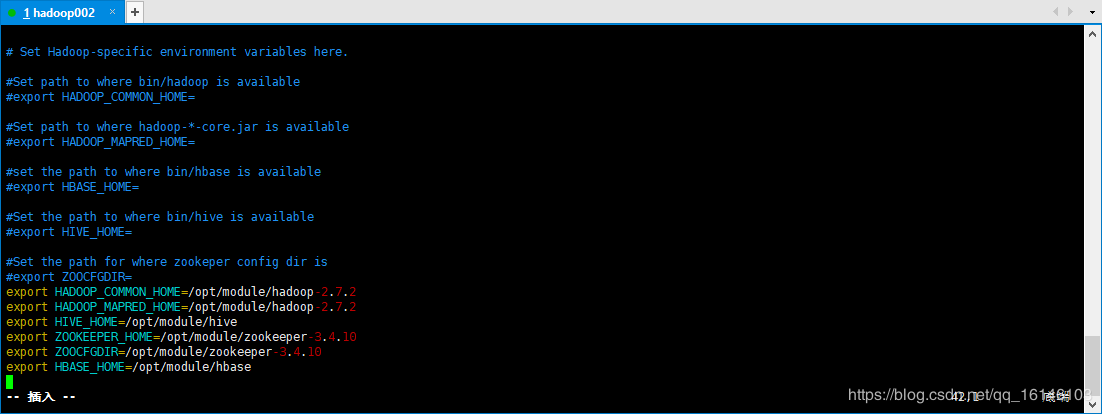 1 hadoop002
# Set Hadoop-specific environment variables here.
#Set path to where bin/hadoop is available
#export HADOOP_COMMON_HOME=
#Set path to where hadoop-*-core.jar is available
#export HADOOP_MAPRED_HOME=
#set the path to where bin/hbase is available
#export HBASE_HOME=
#Set the path to where bin/hive is available
#export HIVE_HOME=
#Set the path for where zookeper config dir is
#export ZOOCFGDIR=
export HADOOP_COMMON_HOME=/opt/module/hadoop-2.7.2
export HADOOP_MAPRED_HOME=/opt/module/hadoop-2.7.2
export HIVE_HOME=/opt/module/hive
export ZOOKEEPER_HOME=/opt/module/zookeeper-3.4.10
export ZOOCFGDIR=/opt/module/zookeeper-3.4.10
export HBASE_HOME=/opt/module/hbase
-- 插入 -- 42,1 底端
https://blog.csdn.net/qq_16146103